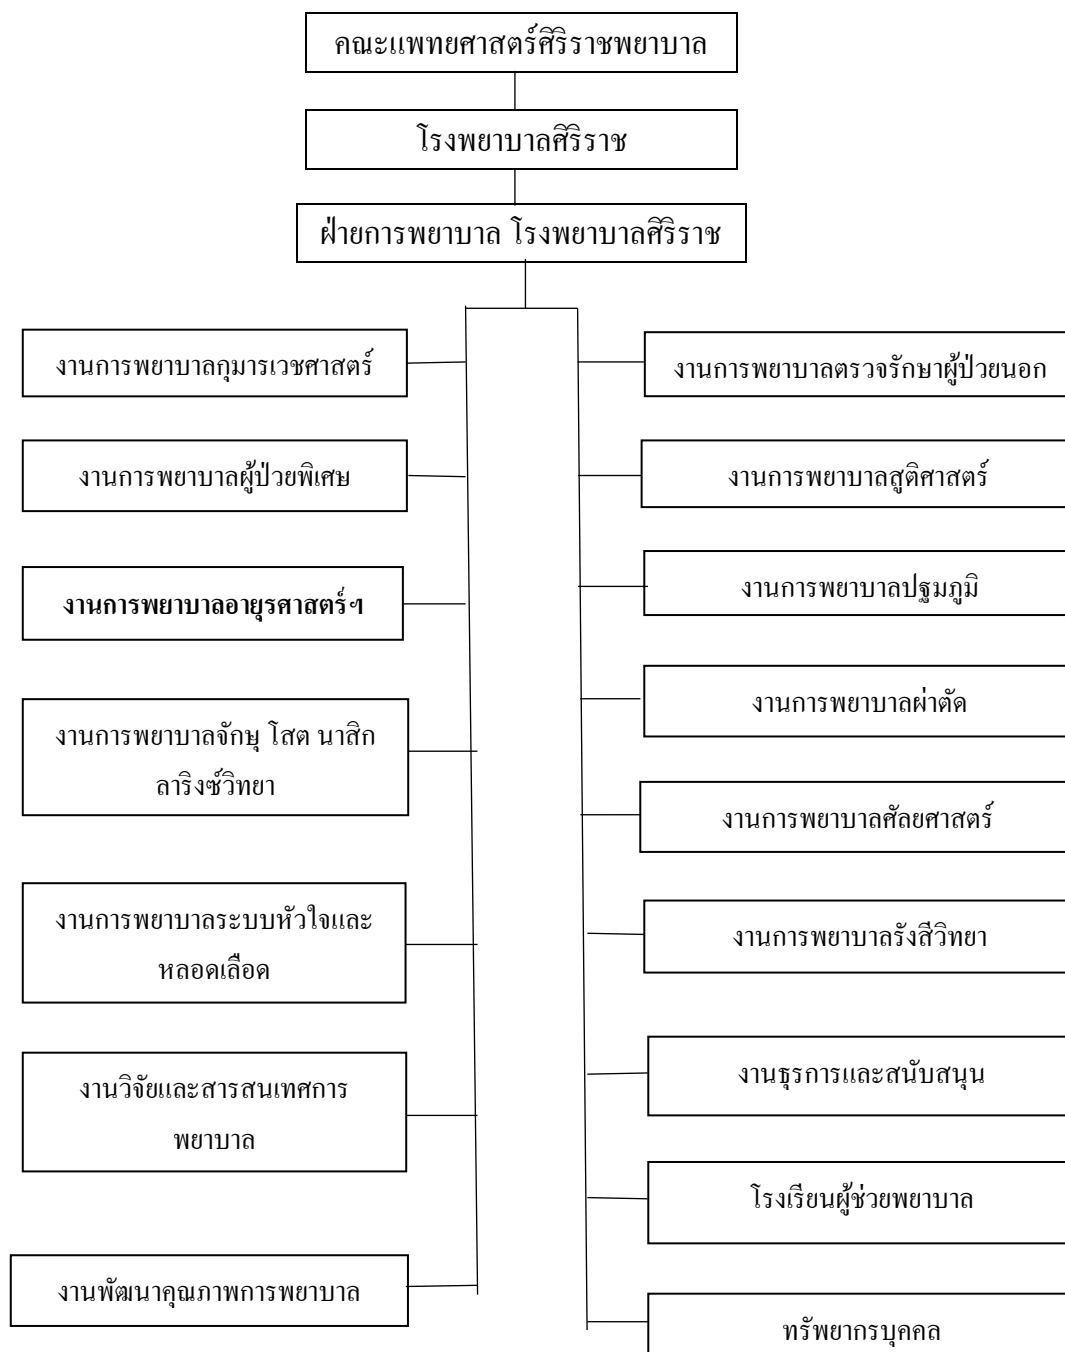 คณะแพทยศาสตร์ศิริราชพยาบาล
โรงพยาบาลศิริราช
ฝ่ายการพยาบาล โรงพยาบาลศิริราช
งานการพยาบาลกุมารเวชศาสตร์
งานการพยาบาลผู้ป่วยพิเศษ
งานการพยาบาลอายุรศาสตร์ฯ
งานการพยาบาลจักษุ โสต นาสิก
ลาริงซ์วิทยา
งานการพยาบาลระบบหัวใจและ
หลอดเลือด
งานวิจัยและสารสนเทศการ
พยาบาล
งานพัฒนาคุณภาพการพยาบาล
งานการพยาบาลตรวจรักษาผู้ป่วยนอก
งานการพยาบาลสูติศาสตร์
งานการพยาบาลปฐมภูมิ
งานการพยาบาลผ่าตัด
งานการพยาบาลศัลยศาสตร์
งานการพยาบาลรังสีวิทยา
งานธุรการและสนับสนุน
โรงเรียนผู้ช่วยพยาบาล
ทรัพยากรบุคคล